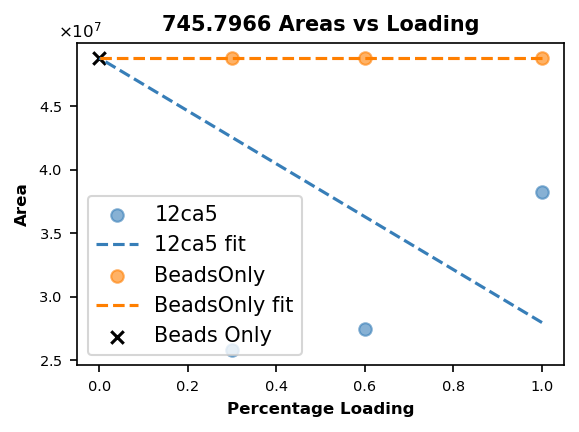 745.7966 Areas vs Loading
×10⁷
Area
4.5
4.0
3.5
3.0
2.5
12ca5
12ca5 fit
BeadsOnly
BeadsOnly fit
Beads Only
0.0 0.2 0.4 0.6 0.8 1.0
Percentage Loading